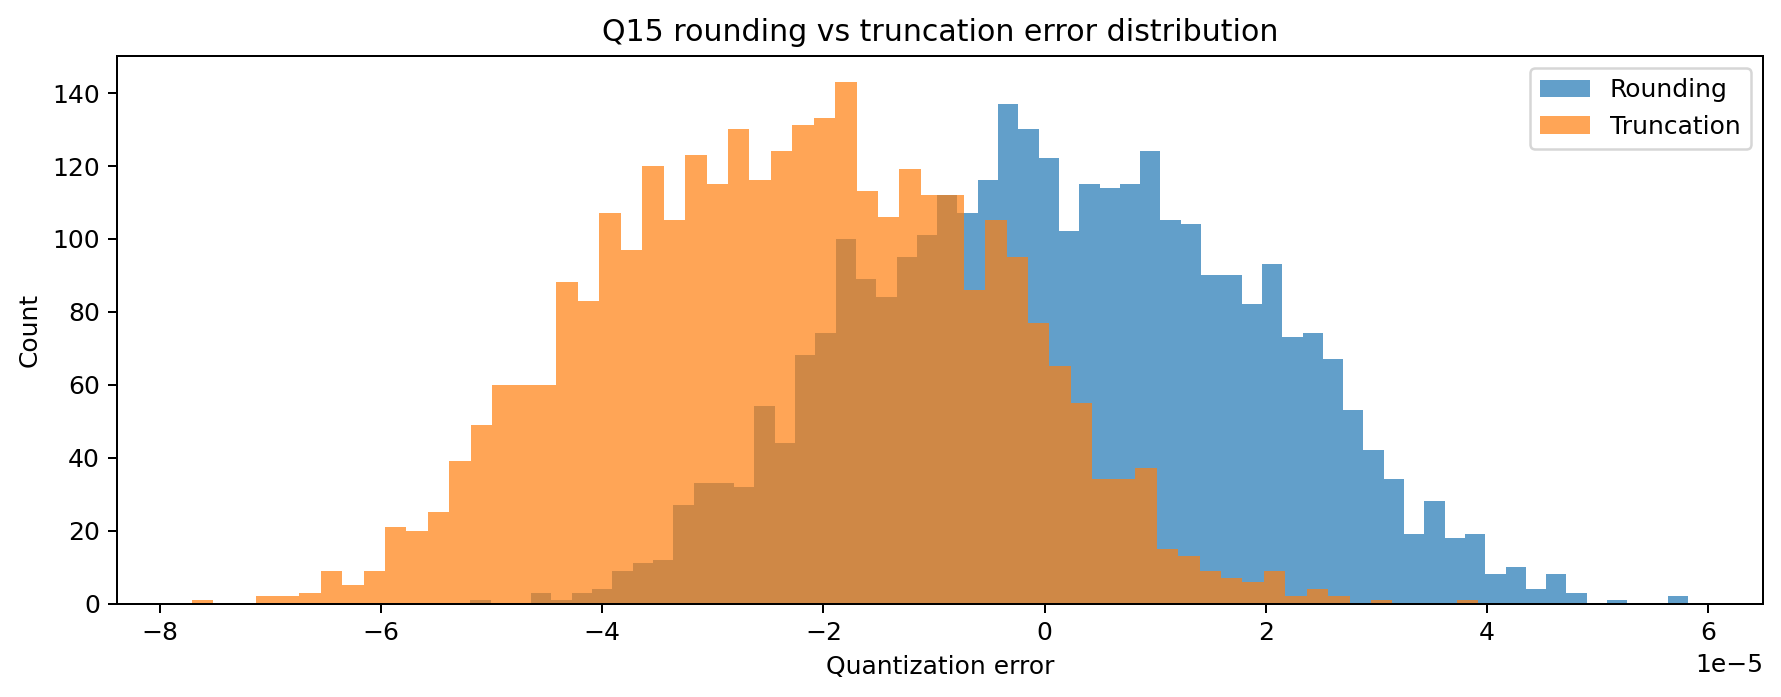 Q15 rounding vs truncation error distribution
Rounding
Truncation
140
120
100
80
60
40
20
0
Count
−8 −6 −4 −2 0 2 4 6
1e−5
Quantization error